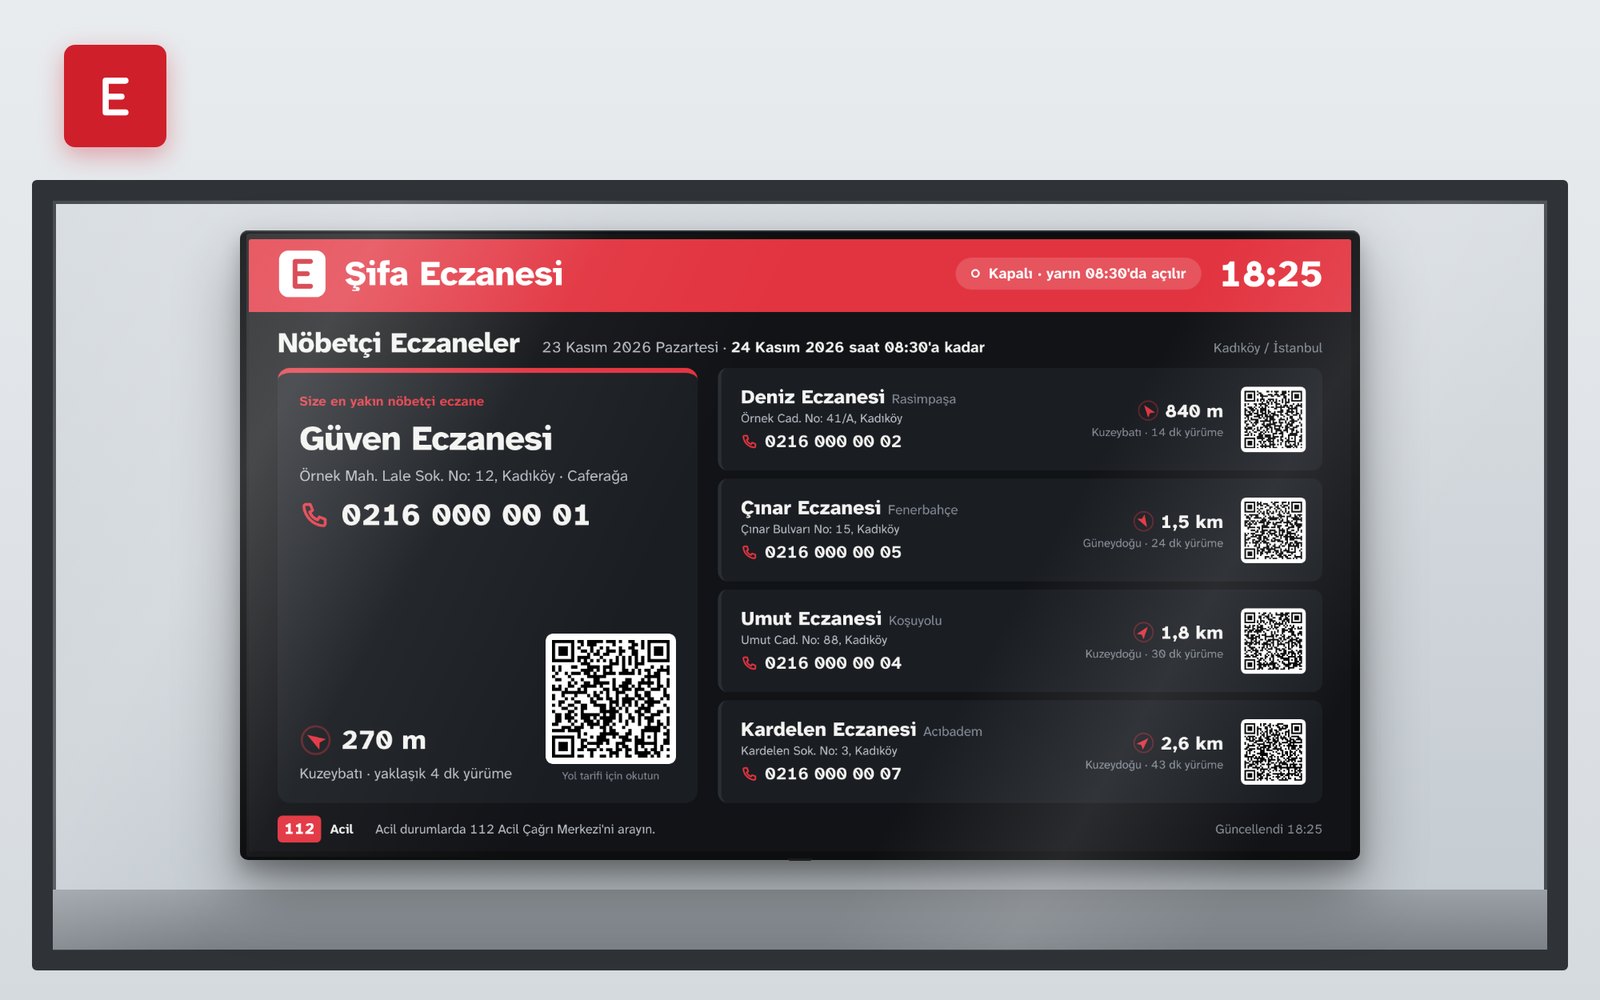 E
E Şifa Eczanesi
Kapalı · yarın 08:30'da açılır
18:25
Nöbetçi Eczaneler
23 Kasım 2026 Pazartesi · 24 Kasım 2026 saat 08:30'a kadar
Kadıköy / İstanbul
Size en yakın nöbetçi eczane
Güven Eczanesi
Örnek Mah. Lale Sok. No: 12, Kadıköy · Caferağa
0216 000 00 01
270 m
Kuzeybatı · yaklaşık 4 dk yürüme
Yol tarifi için okutun
Deniz Eczanesi Rasimpaşa
Örnek Cad. No: 41/A, Kadıköy
0216 000 00 02
840 m
Kuzeybatı · 14 dk yürüme
Çınar Eczanesi Fenerbahçe
Çınar Bulvarı No: 15, Kadıköy
0216 000 00 05
1,5 km
Güneydoğu · 24 dk yürüme
Umut Eczanesi Koşuyolu
Umut Cad. No: 88, Kadıköy
0216 000 00 04
1,8 km
Kuzeydoğu · 30 dk yürüme
Kardelen Eczanesi Acıbadem
Kardelen Sok. No: 3, Kadıköy
0216 000 00 07
2,6 km
Kuzeydoğu · 43 dk yürüme
112 Acil
Acil durumlarda 112 Acil Çağrı Merkezi'ni arayın.
Güncellendi 18:25